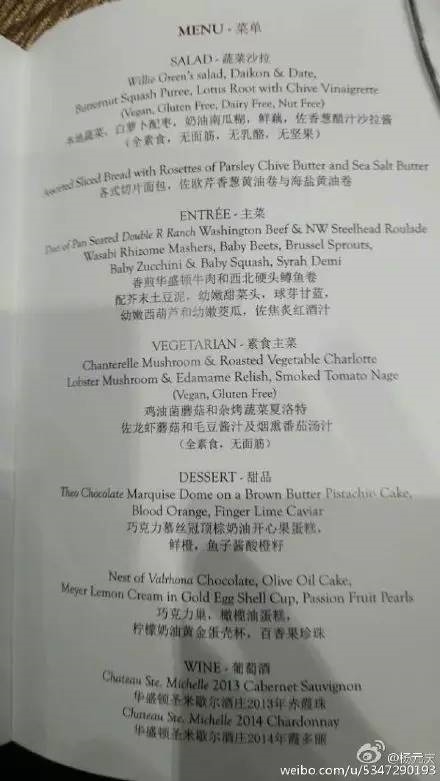 MENU - 菜单
SALAD - 蔬菜沙拉
Willie Green's salad, Daikon & Date,
Butternut Squash Puree, Lotus Root with Chive Vinaigrette
(Vegan, Gluten Free, Dairy Free, Nut Free)
本地蔬菜，白萝卜配枣，奶油南瓜糊，鲜藕，佐香葱醋汁沙拉酱
(全素食，无面筋，无乳酪，无坚果)
Assorted Sliced Bread with Rosettes of Parsley Chive Butter and Sea Salt Butter
各式切片面包，佐欧芹香葱黄油卷与海盐黄油卷
ENTRÉE - 主菜
Duet of Pan Seared Double R Ranch Washington Beef & NW Steelhead Roulade
Wasabi Rhizome Mashers, Baby Beets, Brussel Sprouts,
Baby Zucchini & Baby Squash, Syrah Demi
香煎华盛顿牛肉和西北硬头鳟鱼卷
配芥末土豆泥，幼嫩甜菜头，球芽甘蓝，
幼嫩西葫芦和幼嫩茭瓜，佐焦炙红酒汁
VEGETARIAN - 素食主菜
Chanterelle Mushroom & Roasted Vegetable Charlotte
Lobster Mushroom & Edamame Relish, Smoked Tomato Nage
(Vegan, Gluten Free)
鸡油菌蘑菇和杂烤蔬菜夏洛特
佐龙虾蘑菇和毛豆酱汁及烟熏番茄汤汁
(全素食，无面筋)
DESSERT - 甜品
Theo Chocolate Marquise Dome on a Brown Butter Pistachio Cake,
Blood Orange, Finger Lime Caviar
巧克力慕丝冠顶棕奶油开心果蛋糕，
鲜橙，鱼子酱酸橙籽
Nest of Valrhona Chocolate, Olive Oil Cake,
Meyer Lemon Cream in Gold Egg Shell Cup, Passion Fruit Pearls
巧克力巢，橄榄油蛋糕，
柠檬奶油黄金蛋壳杯，百香果珍珠
WINE - 葡萄酒
Chateau Ste. Michelle 2013 Cabernet Sauvignon
华盛顿圣米歇尔酒庄2013年赤霞珠
Chateau Ste. Michelle 2014 Chardonnay
华盛顿圣米歇尔酒庄2014年霞多丽
@杨元庆
weibo.com/u/5347290193